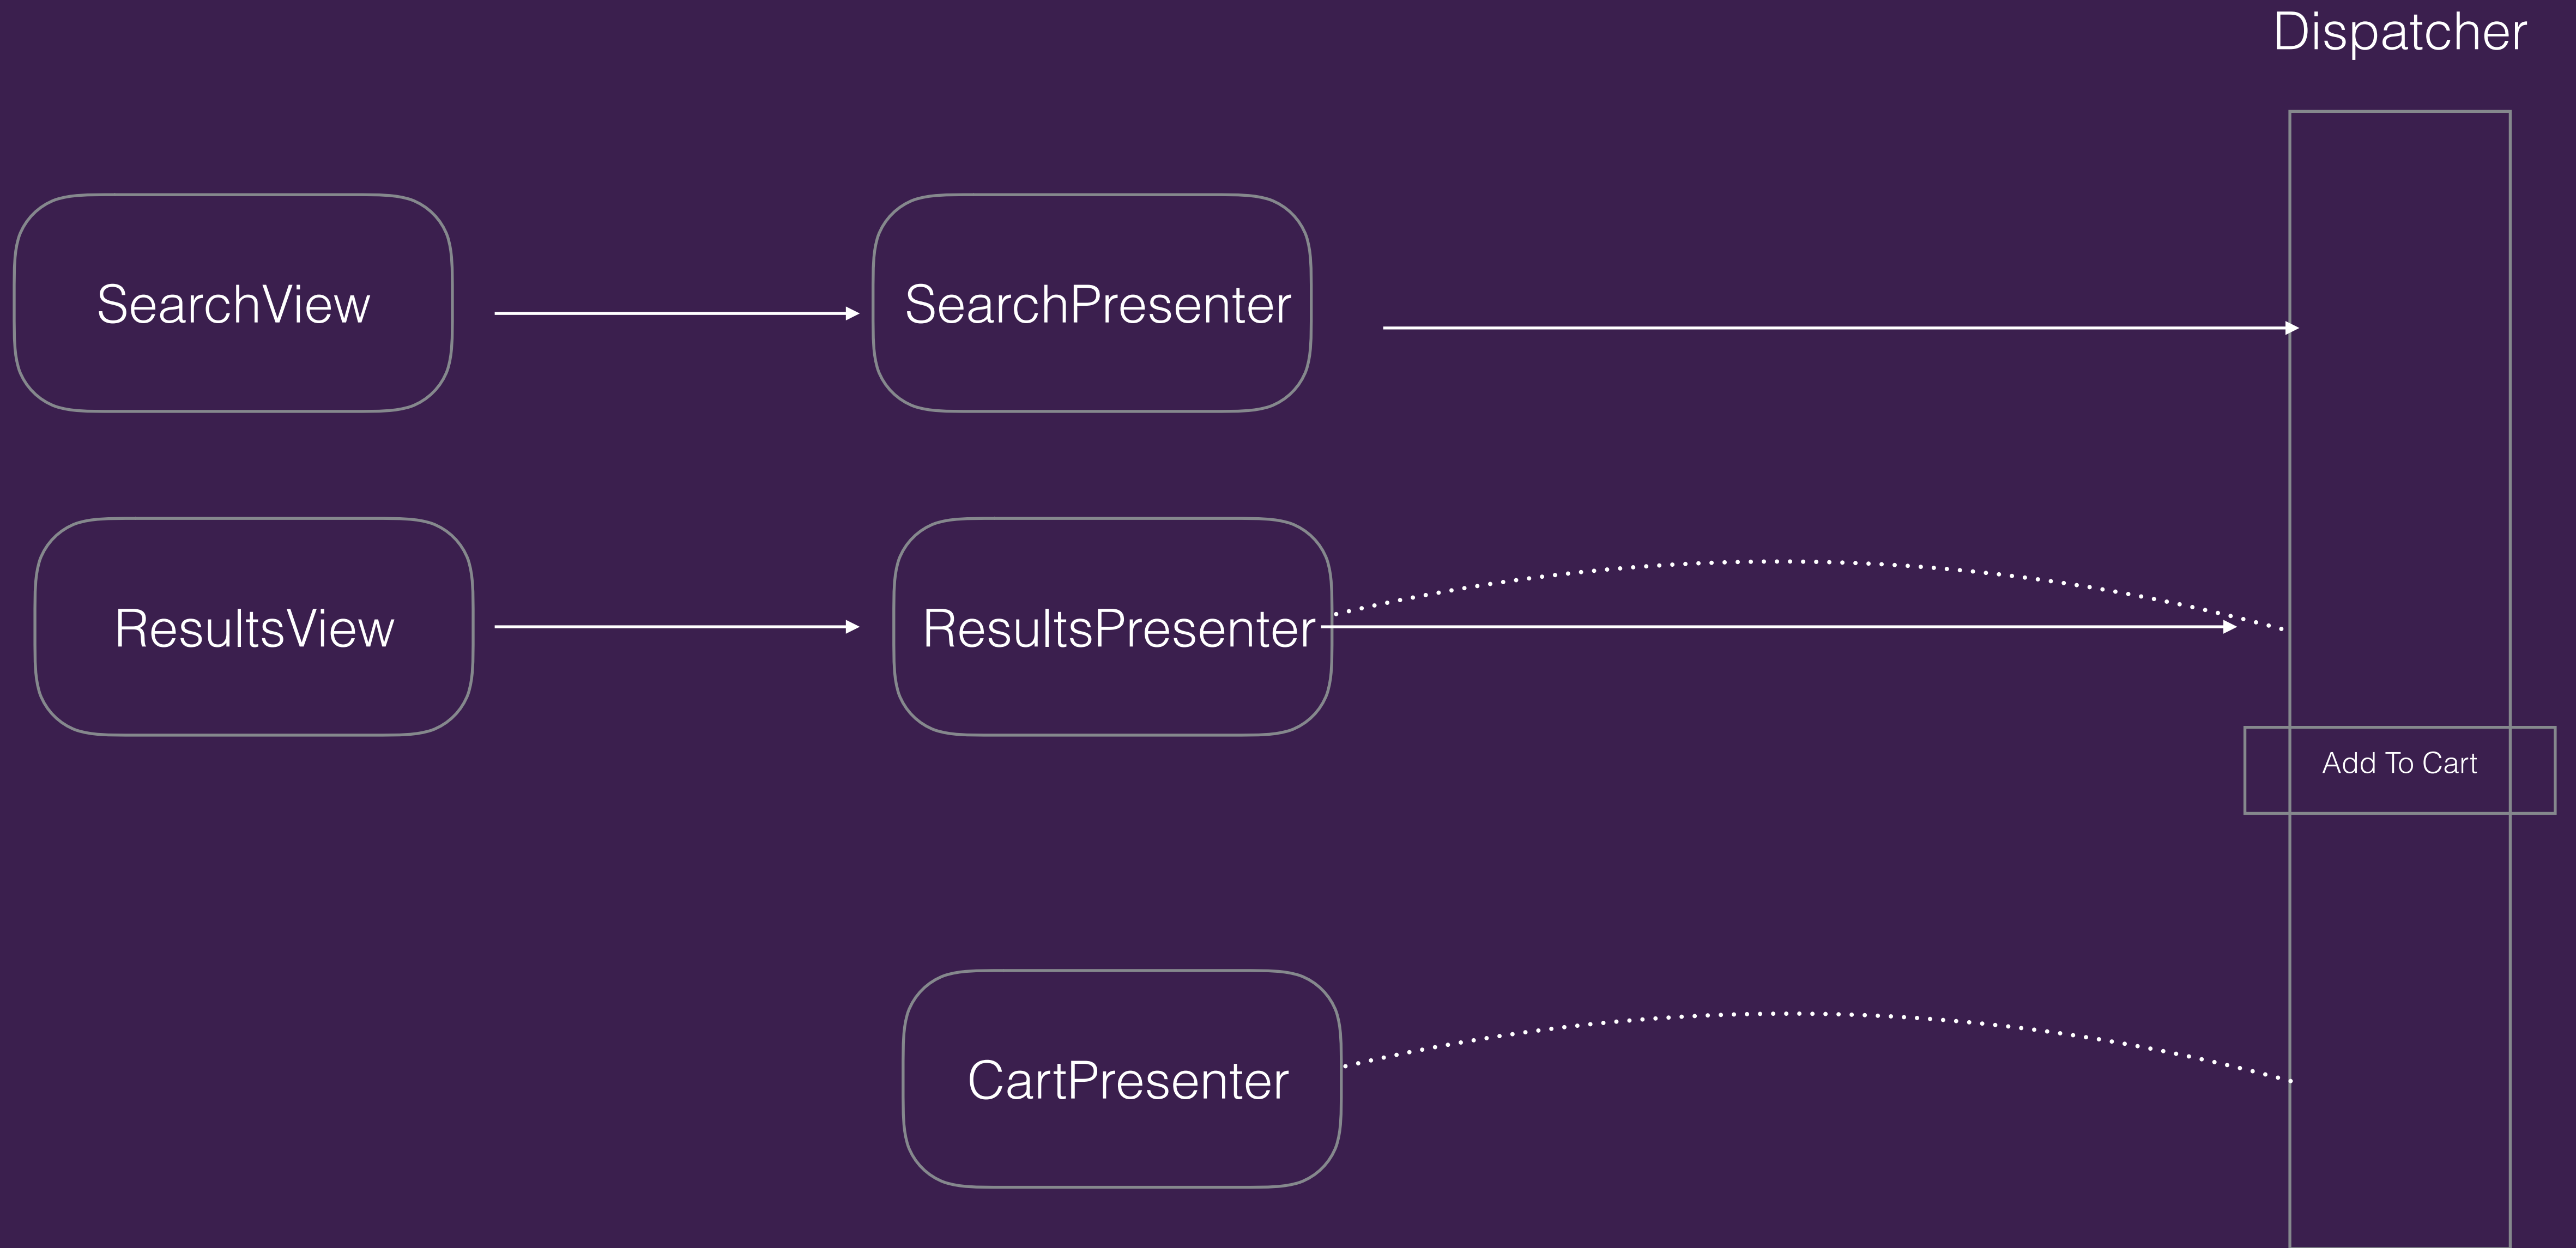 Dispatcher
SearchView
SearchPresenter
ResultsView
ResultsPresenter
Add To Cart
CartPresenter